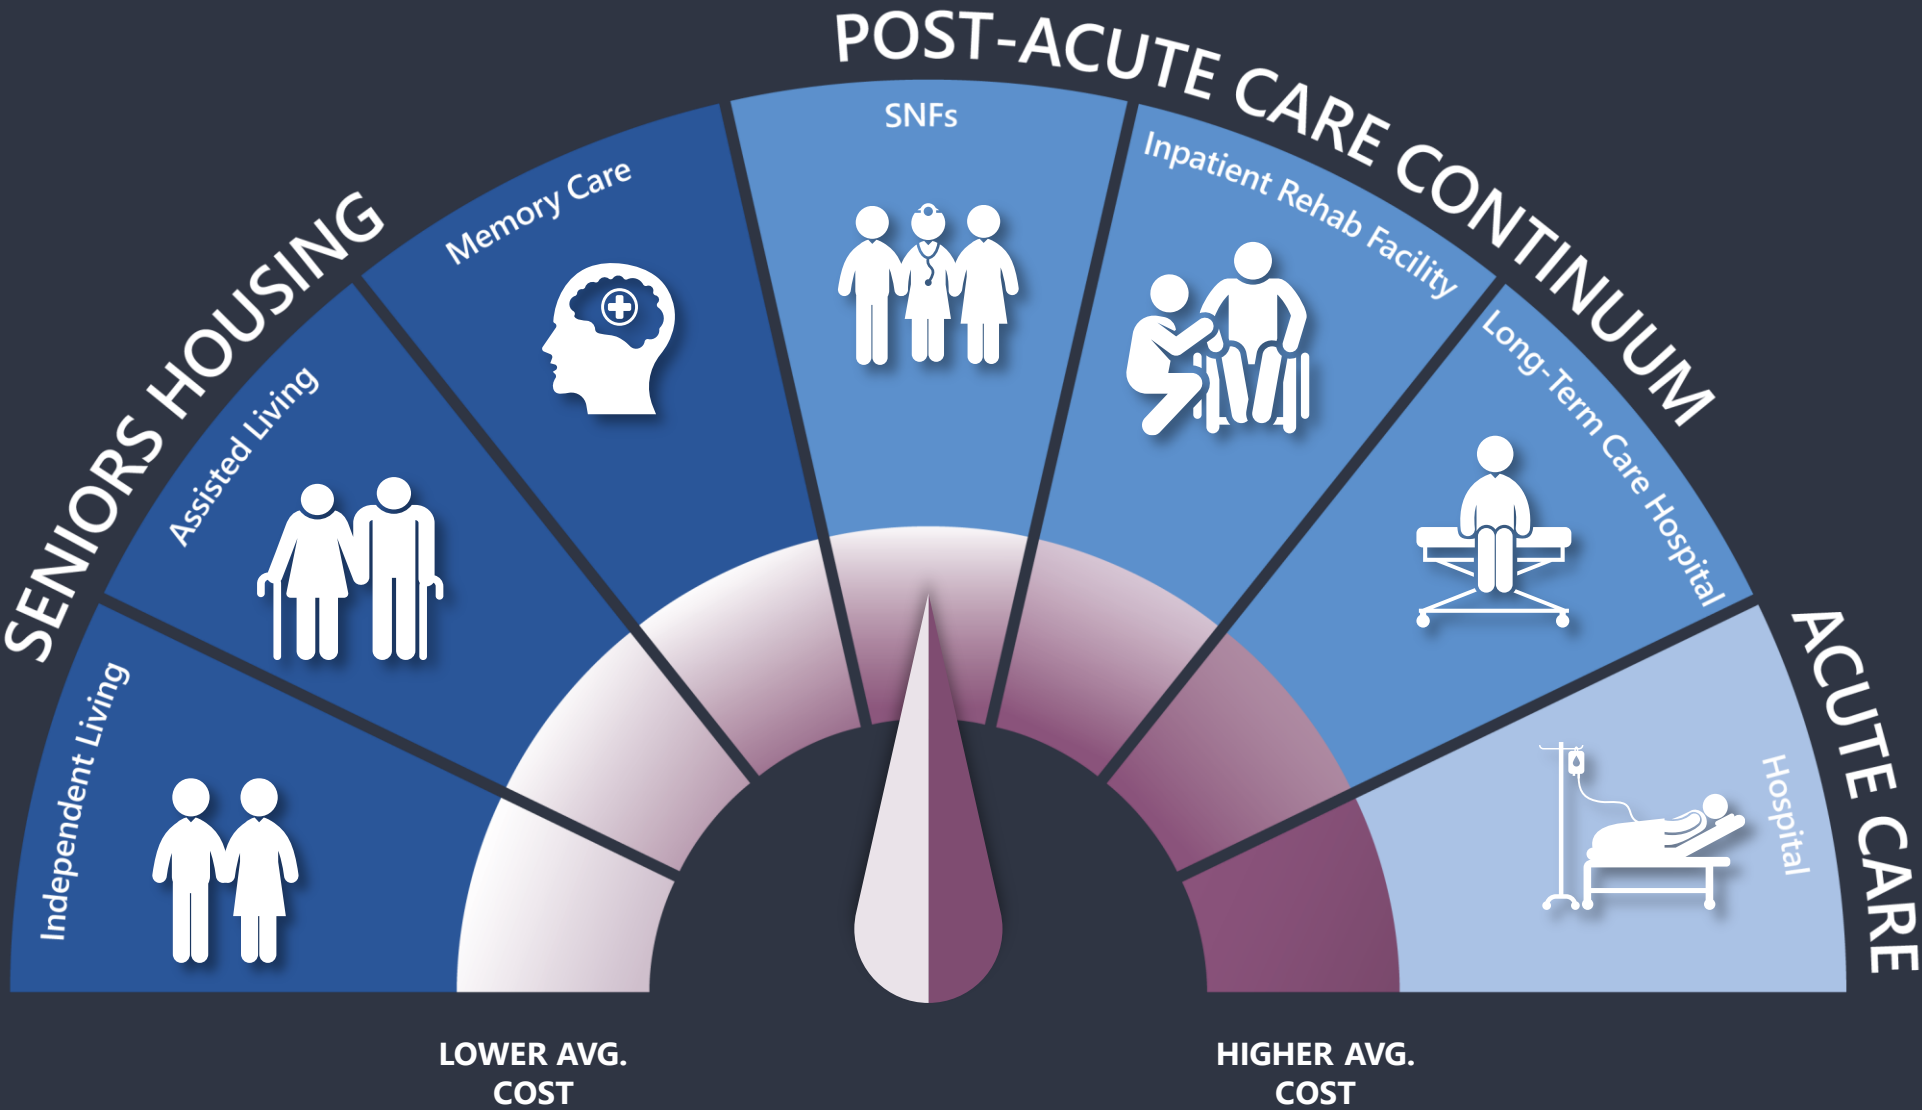 POST-ACUTE CARE CONTINUUM
SENIORS HOUSING
ACUTE CARE
Independent Living
Assisted Living
Memory Care
SNFs
Inpatient Rehab Facility
Long-Term Care Hospital
Hospital
LOWER AVG.
COST
HIGHER AVG.
COST